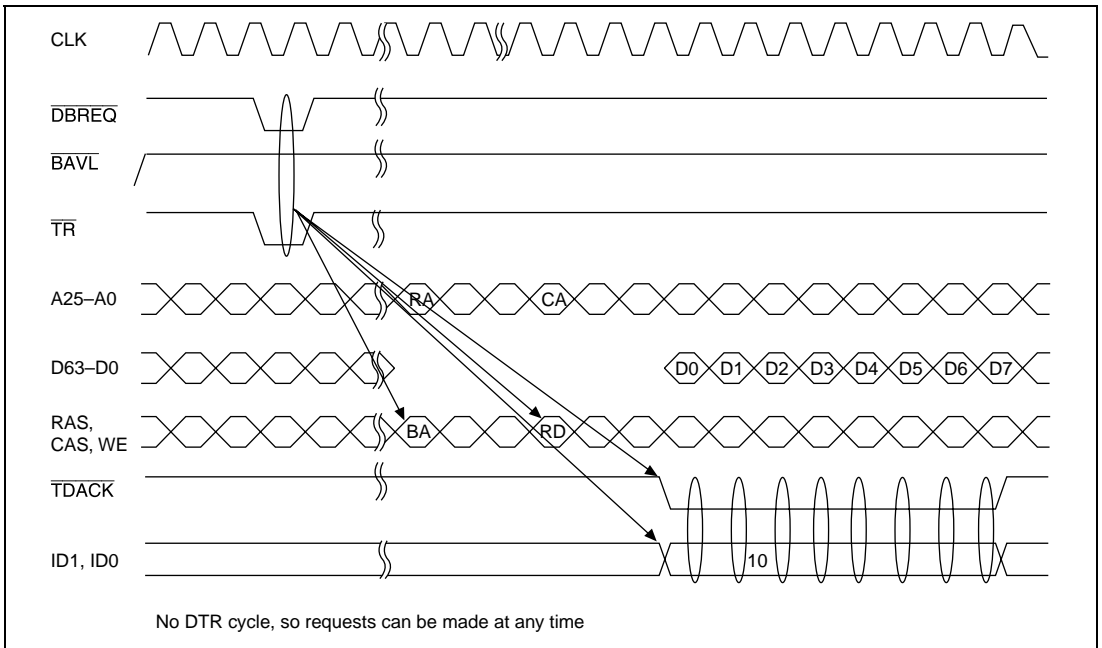 CLK
DBREQ
BAVL
TR
A25–A0
RA
CA
D63–D0
D0 D1 D2 D3 D4 D5 D6 D7
RAS,
CAS, WE
BA
RD
TDACK
ID1, ID0
10
No DTR cycle, so requests can be made at any time